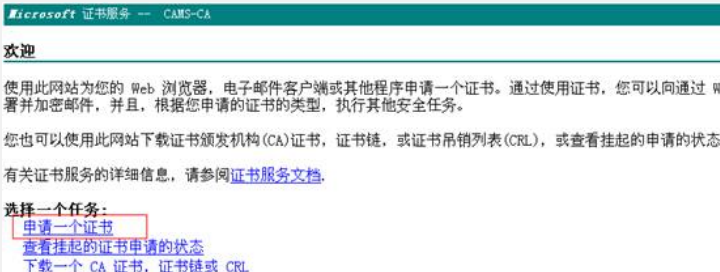 Microsoft 证书服务 -- CAMS-CA
欢迎
使用此网站为您的 Web 浏览器，电子邮件客户端或其他程序申请一个证书。通过使用证书，您可以向通过 W
署并加密邮件，并且，根据您申请的证书的类型，执行其他安全任务。
您也可以使用此网站下载证书颁发机构(CA)证书，证书链，或证书吊销列表(CRL)，或查看挂起的申请的状态
有关证书服务的详细信息，请参阅证书服务文档.
选择一个任务:
申请一个证书
查看挂起的证书申请的状态
下载一个 CA 证书，证书链或 CRL